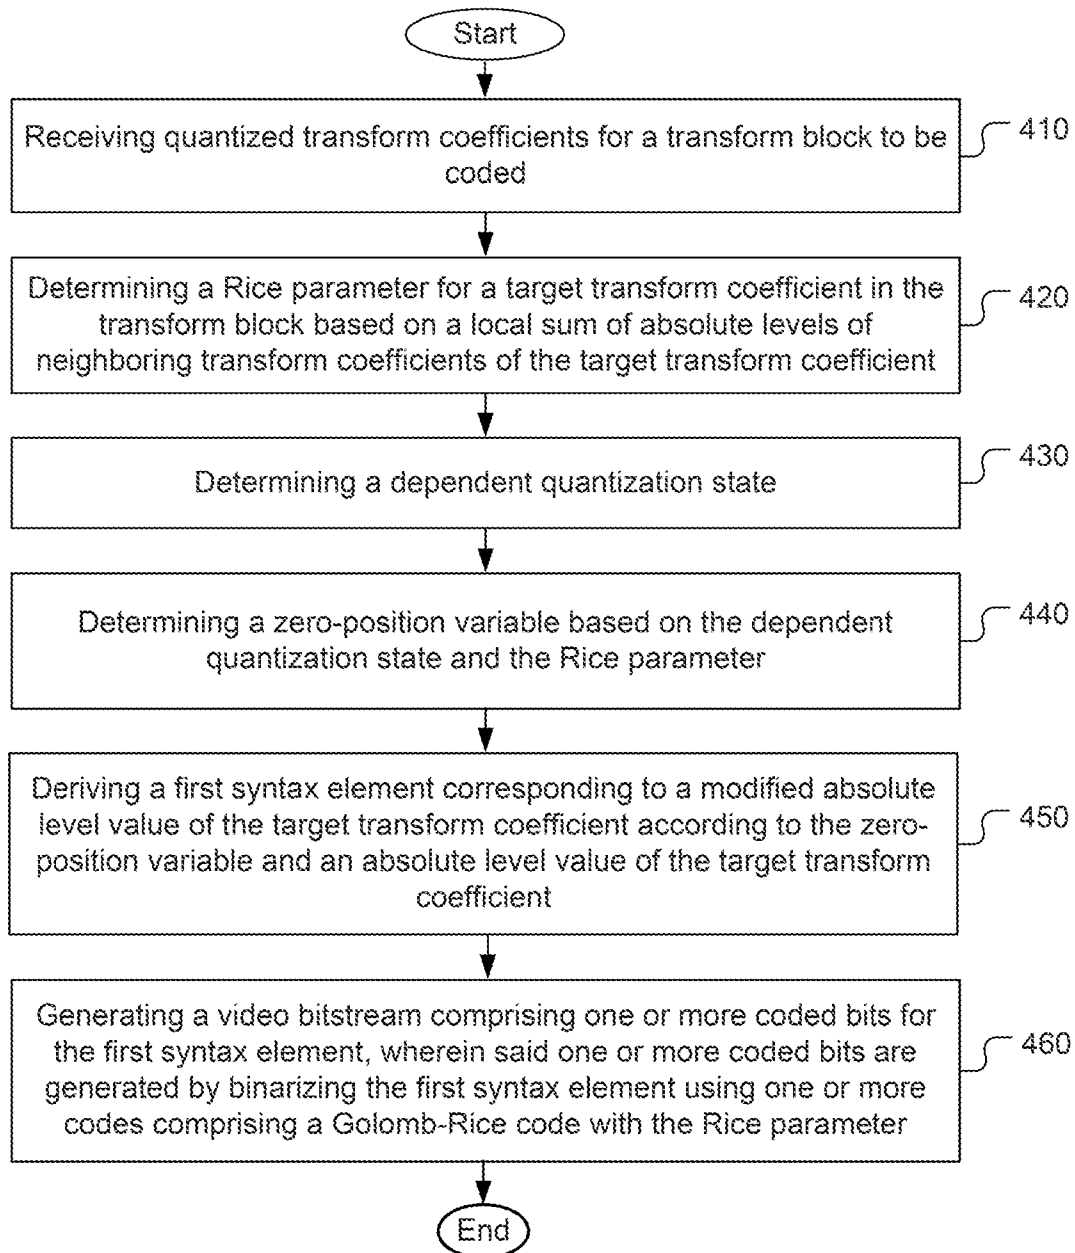 Start
Receiving quantized transform coefficients for a transform block to be
coded
410
Determining a Rice parameter for a target transform coefficient in the
transform block based on a local sum of absolute levels of
neighboring transform coefficients of the target transform coefficient
420
Determining a dependent quantization state
430
Determining a zero-position variable based on the dependent
quantization state and the Rice parameter
440
Deriving a first syntax element corresponding to a modified absolute
level value of the target transform coefficient according to the zero-
position variable and an absolute level value of the target transform
coefficient
450
Generating a video bitstream comprising one or more coded bits for
the first syntax element, wherein said one or more coded bits are
generated by binarizing the first syntax element using one or more
codes comprising a Golomb-Rice code with the Rice parameter
460
End